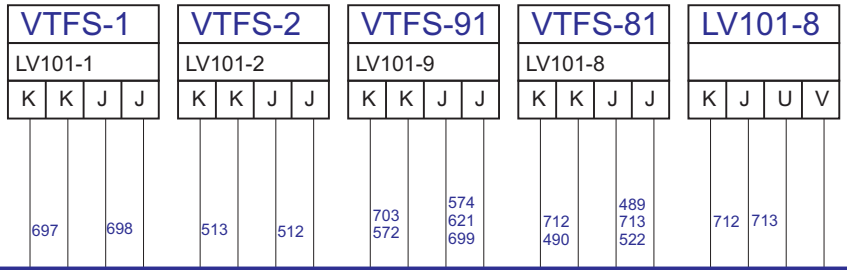 VTFS-1 VTFS-2 VTFS-91 VTFS-81 LV101-8
LV101-1 LV101-2 LV101-9 LV101-8
K K J J K K J J K K J J K K J J K J U V
697 698 513 512 703 574 712 489 712 713
572 621 490 713
699 522